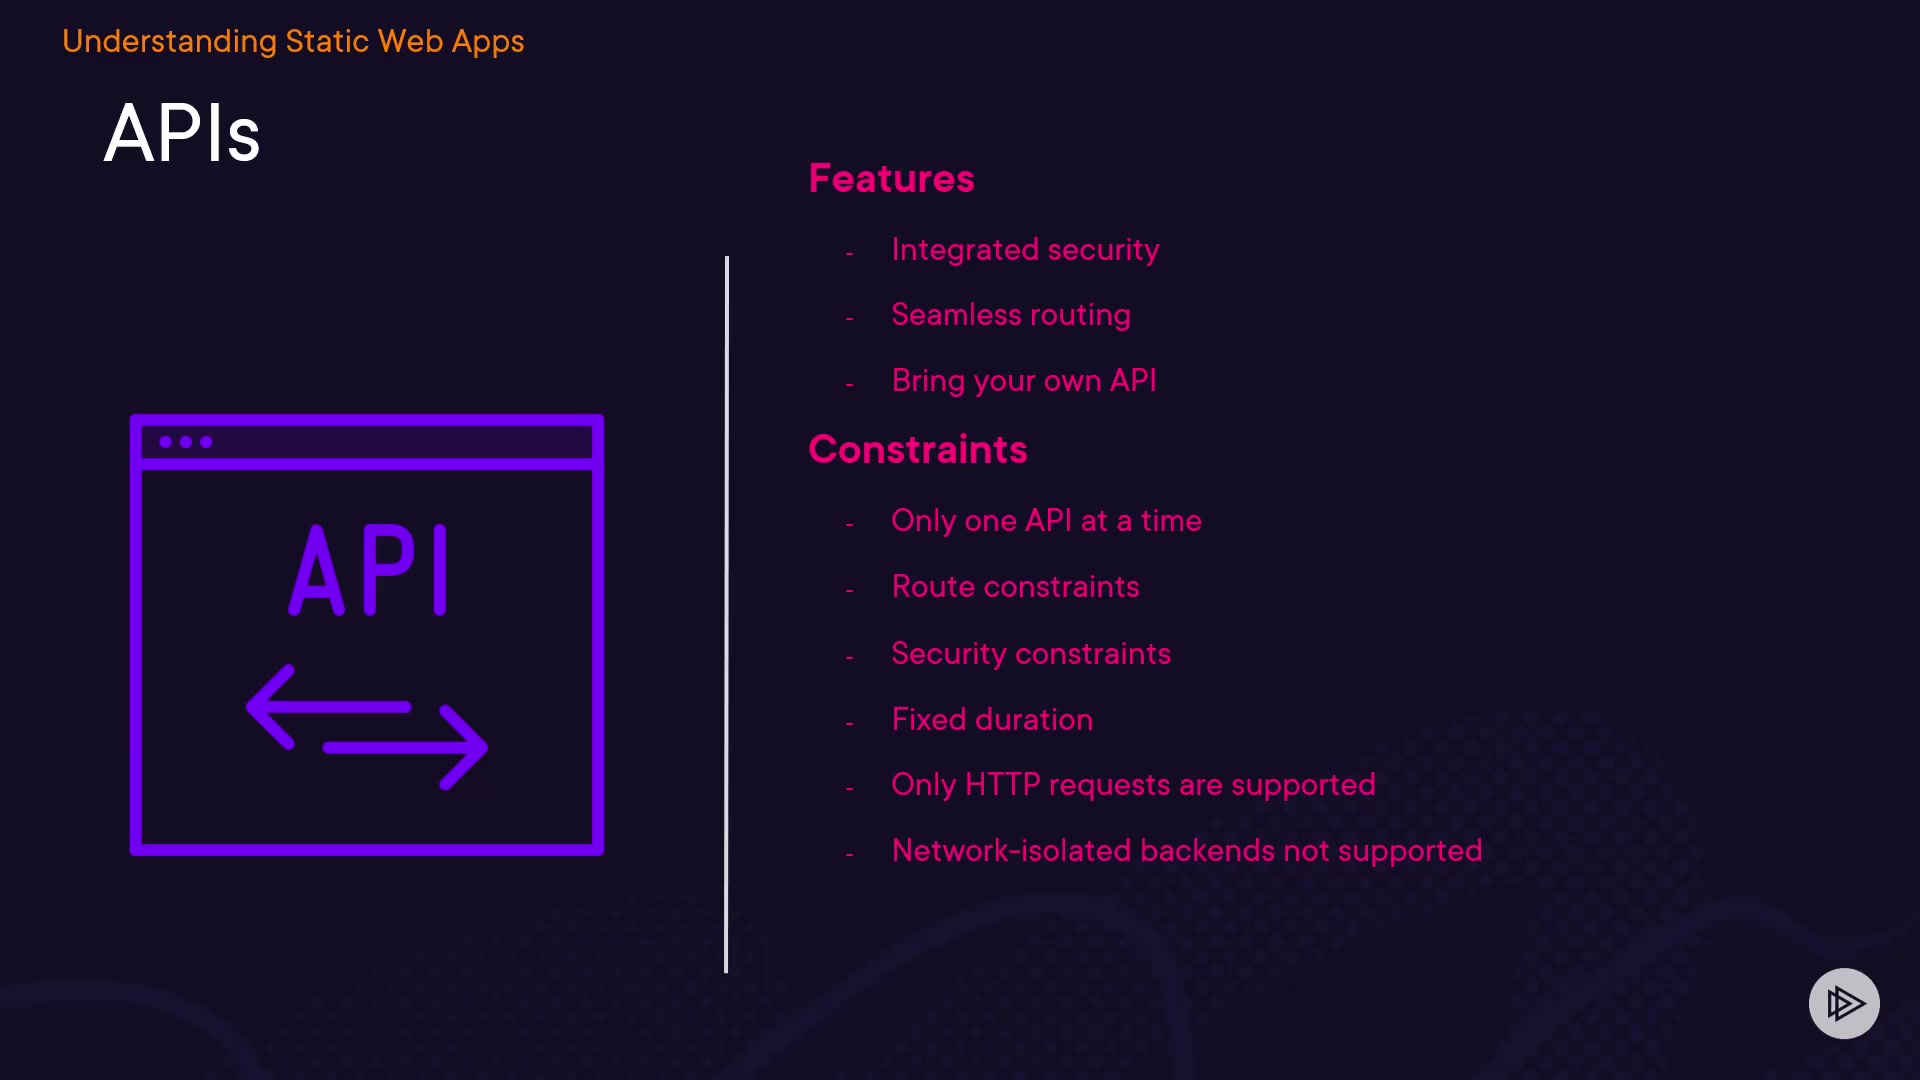 Understanding Static Web Apps
APIs
Features
- Integrated security
- Seamless routing
- Bring your own API
Constraints
- Only one API at a time
- Route constraints
- Security constraints
- Fixed duration
- Only HTTP requests are supported
- Network-isolated backends not supported
API